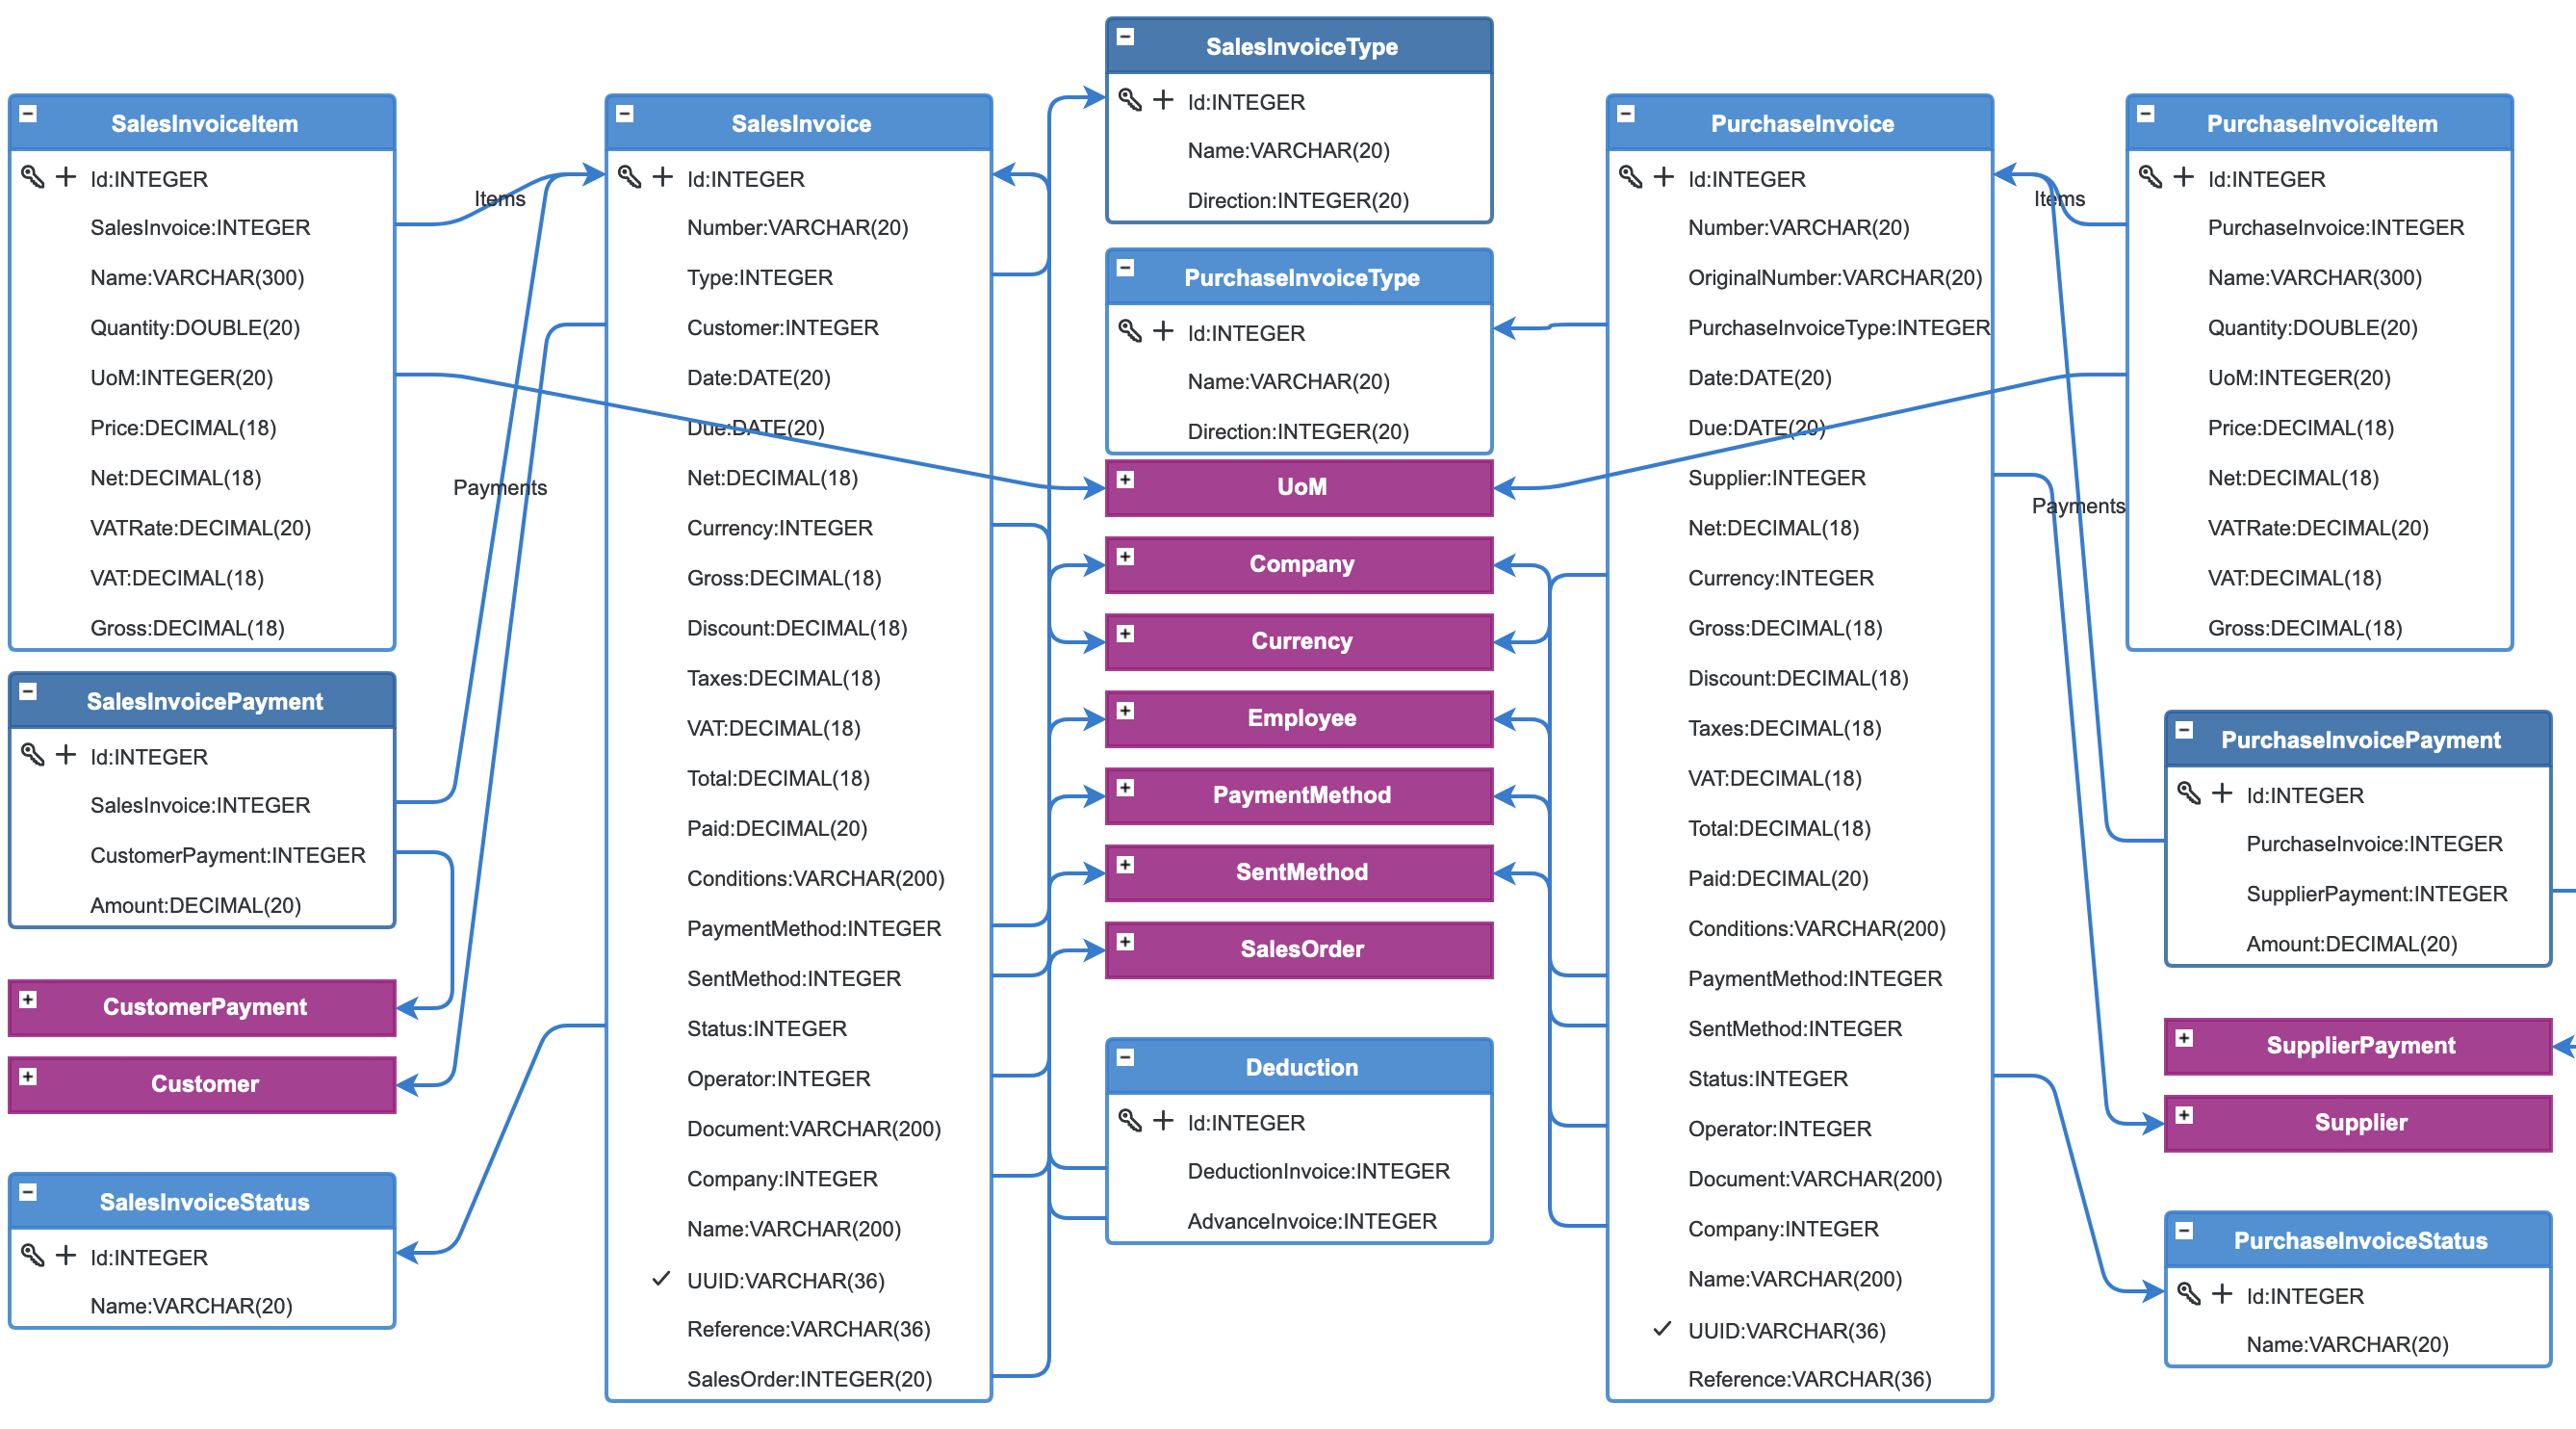 SalesInvoiceItem
Id:INTEGER
SalesInvoice:INTEGER
Name:VARCHAR(300)
Quantity:DOUBLE(20)
UoM:INTEGER(20)
Price:DECIMAL(18)
Net:DECIMAL(18)
VATRate:DECIMAL(20)
VAT:DECIMAL(18)
Gross:DECIMAL(18)
SalesInvoicePayment
Id:INTEGER
SalesInvoice:INTEGER
CustomerPayment:INTEGER
Amount:DECIMAL(20)
CustomerPayment
Customer
SalesInvoiceStatus
Id:INTEGER
Name:VARCHAR(20)
Items
Payments
SalesInvoice
Id:INTEGER
Number:VARCHAR(20)
Type:INTEGER
Customer:INTEGER
Date:DATE(20)
Due:DATE(20)
Net:DECIMAL(18)
Currency:INTEGER
Gross:DECIMAL(18)
Discount:DECIMAL(18)
Taxes:DECIMAL(18)
VAT:DECIMAL(18)
Total:DECIMAL(18)
Paid:DECIMAL(20)
Conditions:VARCHAR(200)
PaymentMethod:INTEGER
SentMethod:INTEGER
Status:INTEGER
Operator:INTEGER
Document:VARCHAR(200)
Company:INTEGER
Name:VARCHAR(200)
UUID:VARCHAR(36)
Reference:VARCHAR(36)
SalesOrder:INTEGER(20)
SalesInvoiceType
Id:INTEGER
Name:VARCHAR(20)
Direction:INTEGER(20)
PurchaseInvoiceType
Id:INTEGER
Name:VARCHAR(20)
Direction:INTEGER(20)
UoM
Company
Currency
Employee
PaymentMethod
SentMethod
SalesOrder
Deduction
Id:INTEGER
DeductionInvoice:INTEGER
AdvanceInvoice:INTEGER
PurchaseInvoice
Id:INTEGER
Number:VARCHAR(20)
OriginalNumber:VARCHAR(20)
PurchaseInvoiceType:INTEGER
Date:DATE(20)
Due:DATE(20)
Supplier:INTEGER
Net:DECIMAL(18)
Currency:INTEGER
Gross:DECIMAL(18)
Discount:DECIMAL(18)
Taxes:DECIMAL(18)
VAT:DECIMAL(18)
Total:DECIMAL(18)
Paid:DECIMAL(20)
Conditions:VARCHAR(200)
PaymentMethod:INTEGER
SentMethod:INTEGER
Status:INTEGER
Operator:INTEGER
Document:VARCHAR(200)
Company:INTEGER
Name:VARCHAR(200)
UUID:VARCHAR(36)
Reference:VARCHAR(36)
Items
Payments
PurchaseInvoiceItem
Id:INTEGER
PurchaseInvoice:INTEGER
Name:VARCHAR(300)
Quantity:DOUBLE(20)
UoM:INTEGER(20)
Price:DECIMAL(18)
Net:DECIMAL(18)
VATRate:DECIMAL(20)
VAT:DECIMAL(18)
Gross:DECIMAL(18)
PurchaseInvoicePayment
Id:INTEGER
PurchaseInvoice:INTEGER
SupplierPayment:INTEGER
Amount:DECIMAL(20)
SupplierPayment
Supplier
PurchaseInvoiceStatus
Id:INTEGER
Name:VARCHAR(20)